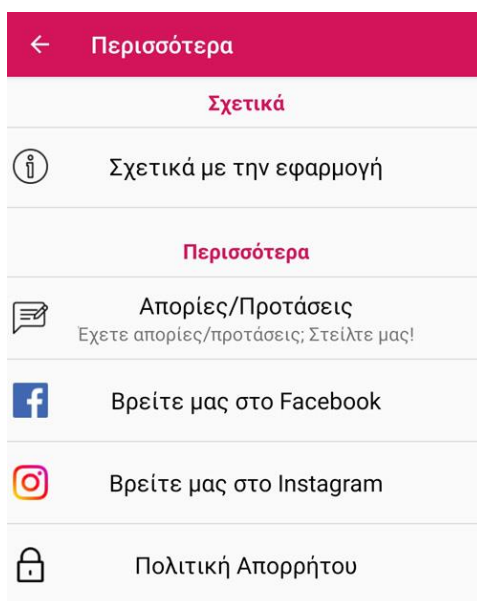 Περισσότερα
Σχετικά
Σχετικά με την εφαρμογή
Περισσότερα
Απορίες/Προτάσεις
Έχετε απορίες/προτάσεις; Στείλτε μας!
Βρείτε μας στο Facebook
Βρείτε μας στο Instagram
Πολιτική Απορρήτου